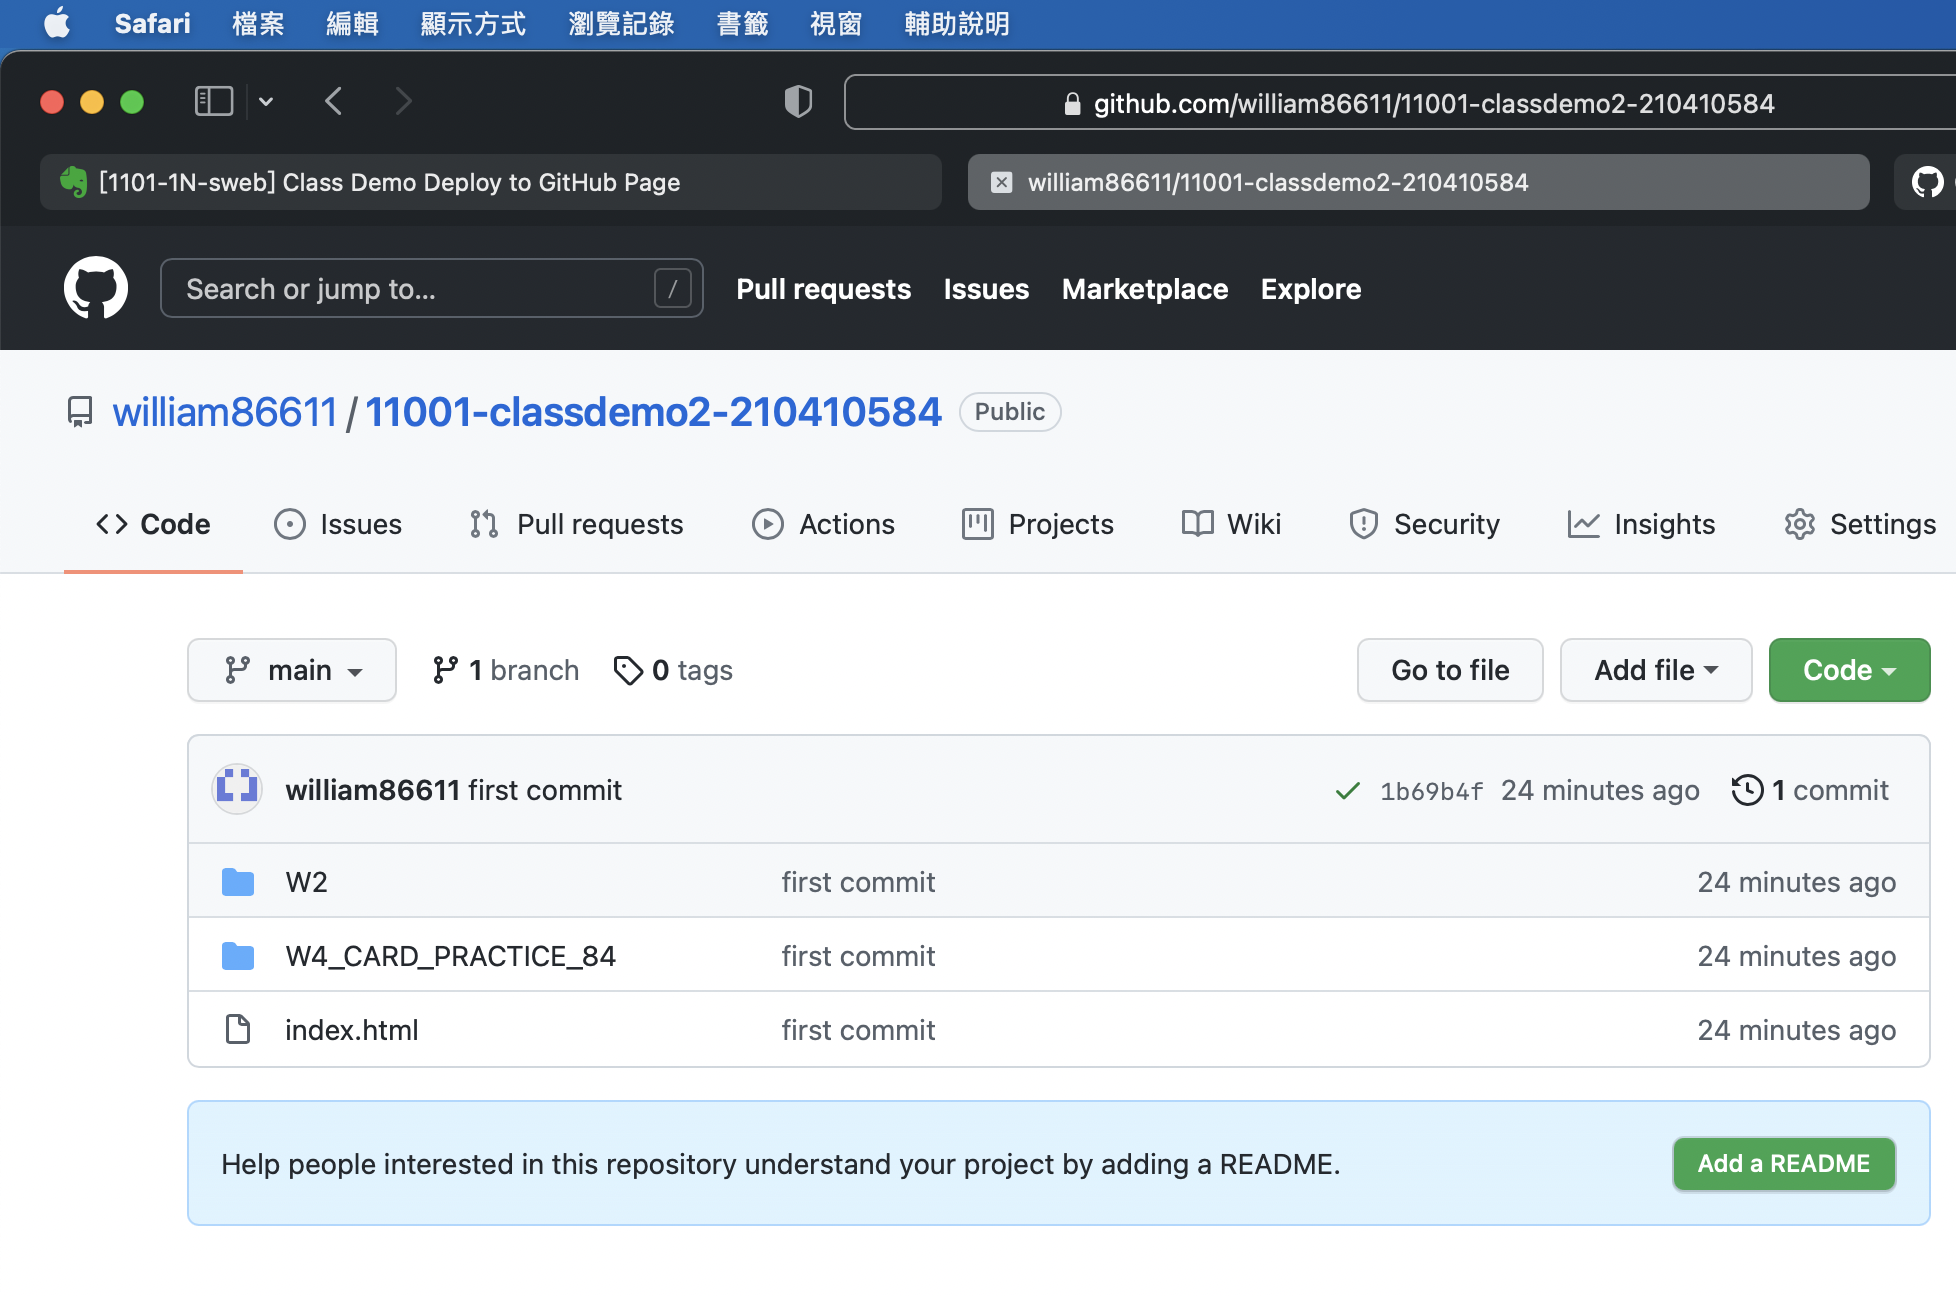 Safari 檔案 編輯 顯示方式 瀏覽記錄 書籤 視窗 輔助說明
github.com/william86611/11001-classdemo2-210410584
[1101-1N-sweb] Class Demo Deploy to GitHub Page
william86611/11001-classdemo2-210410584
Search or jump to... /
Pull requests Issues Marketplace Explore
william86611 / 11001-classdemo2-210410584 Public
Code Issues Pull requests Actions Projects Wiki Security Insights Settings
main 1 branch 0 tags Go to file Add file Code
william86611 first commit 1b69b4f 24 minutes ago 1 commit
W2 first commit 24 minutes ago
W4_CARD_PRACTICE_84 first commit 24 minutes ago
index.html first commit 24 minutes ago
Help people interested in this repository understand your project by adding a README. Add a README